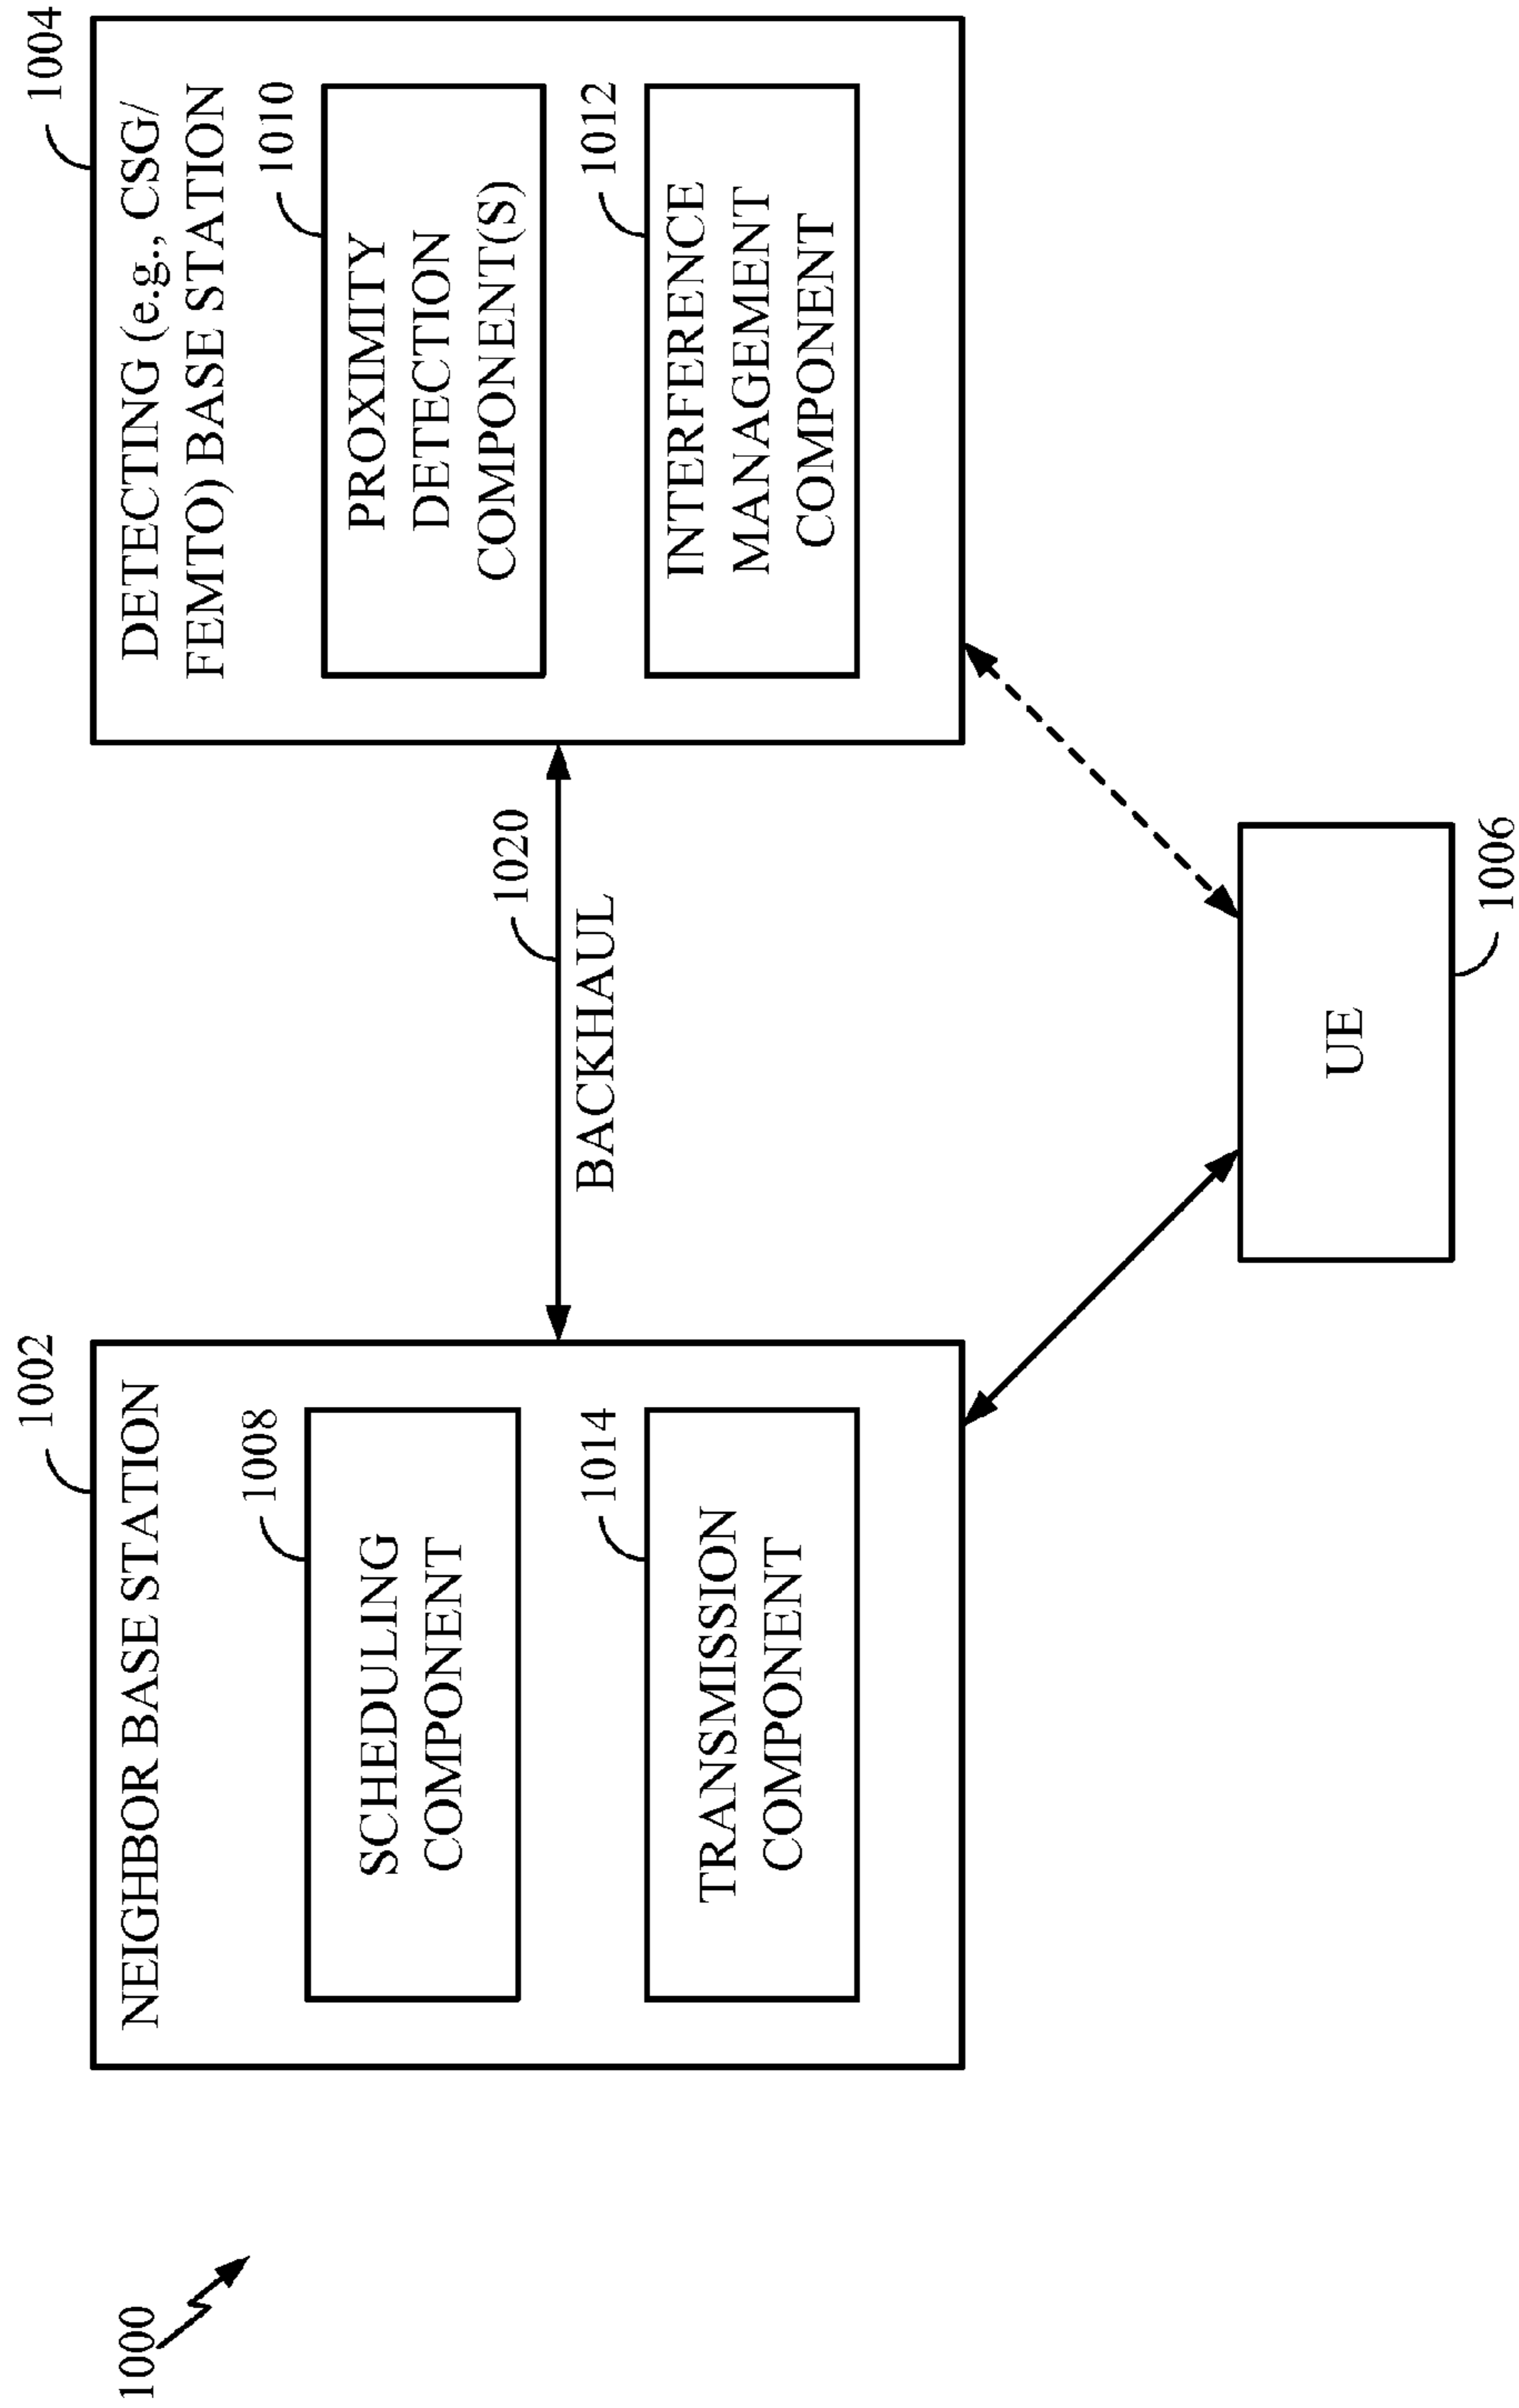 1000
1002
NEIGHBOR BASE STATION
1008
SCHEDULING
COMPONENT
1014
TRANSMISSION
COMPONENT
1020
BACKHAUL
1004
DETECTING (e.g., CSG/
FEMTO) BASE STATION
1010
PROXIMITY
DETECTION
COMPONENT(S)
1012
INTERFERENCE
MANAGEMENT
COMPONENT
UE
1006